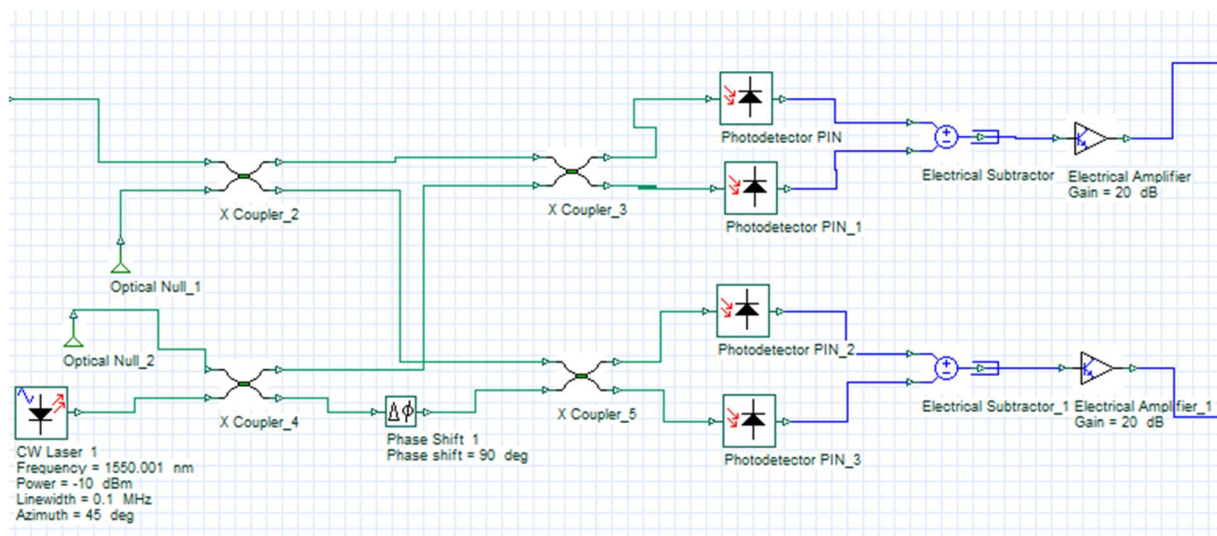 Photodetector PIN
Electrical Subtractor
Electrical Amplifier
Gain = 20 dB
X Coupler_2
X Coupler_3
Photodetector PIN_1
Optical Null_1
Optical Null_2
Photodetector PIN_2
X Coupler_4
X Coupler_5
Electrical Subtractor_1
Electrical Amplifier_1
Gain = 20 dB
ΔΦ
Phase Shift 1
Phase shift = 90 deg
Photodetector PIN_3
CW Laser 1
Frequency = 1550.001 nm
Power = -10 dBm
Linewidth = 0.1 MHz
Azimuth = 45 deg